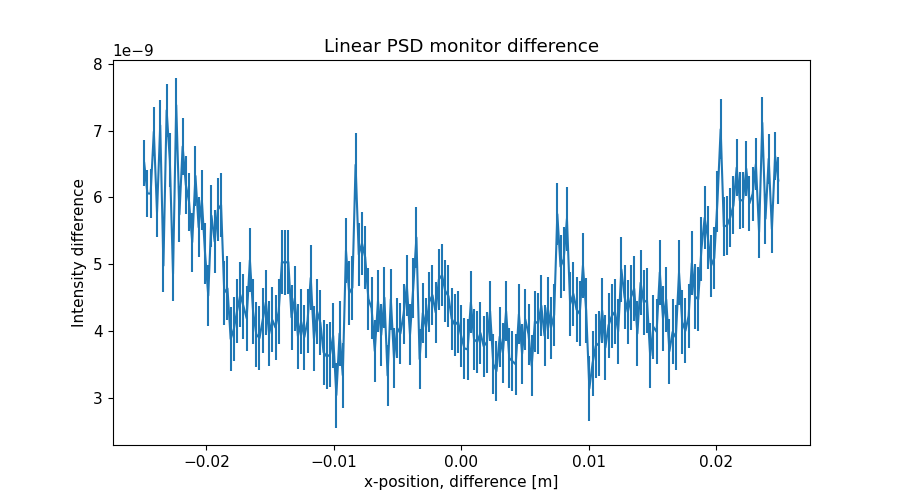 Linear PSD monitor difference
1e−9
8
7
6
5
4
3
Intensity difference
−0.02 −0.01 0.00 0.01 0.02
x-position, difference [m]